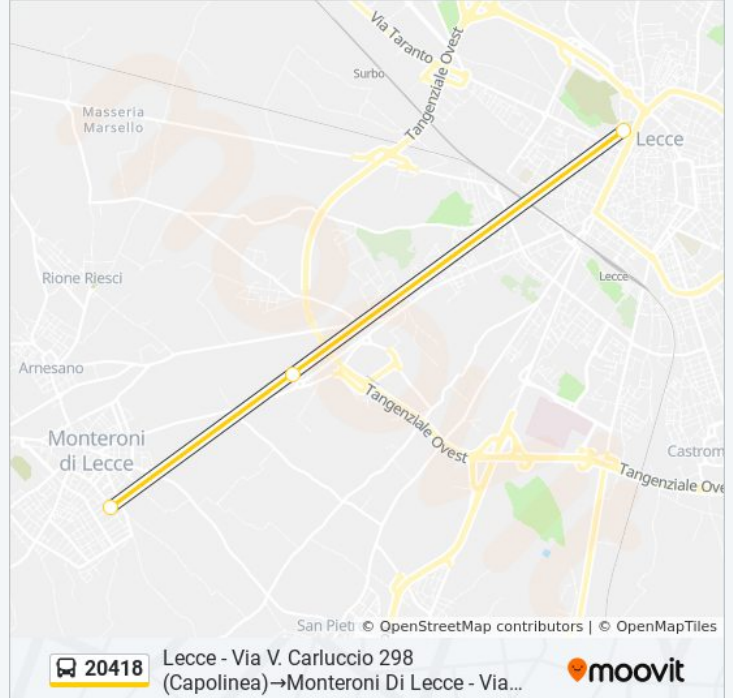 Via Taranto
Tangenziale Ovest
Surbo
Masseria
Marsello
Lecce
Rione Riesci
Lecce
Arnesano
Tangenziale Ovest
Monteroni
di Lecce
Castrom
Tangenziale Ove
San Pieti
© OpenStreetMap contributors | © OpenMapTiles
20418
Lecce - Via V. Carluccio 298
(Capolinea)→Monteroni Di Lecce - Via...
moovit